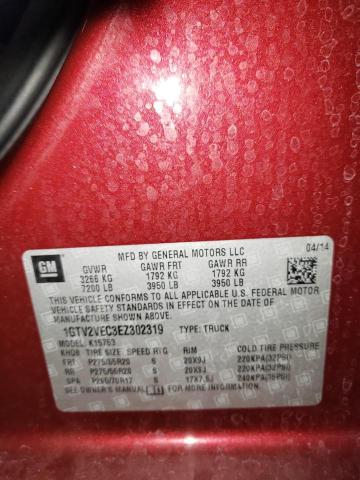 MFD BY GENERAL MOTORS LLC 04/14
GM GVWR GAWR FRT GAWR RR
3266 KG 1792 KG 1792 KG
7200 LB 3950 LB 3950 LB
THIS VEHICLE CONFORMS TO ALL APPLICABLE U.S. FEDERAL MOTOR
VEHICLE SAFETY STANDARDS IN EFFECT ON THE DATE OF
MANUFACTURE SHOWN ABOVE.
1GTV2VEC3EZ302319 TYPE: TRUCK
MODEL: K15753
TIRE SIZE SPEED RTG RIM COLD TIRE PRESSURE
FRT P275/55R20 S 20X9J 220KPA(32PSI)
RR P275/55R20 S 20X9J 220KPA(32PSI)
SPA 17X7.5J 240KPA(35PSI)
SEE OWNER'S MANUAL